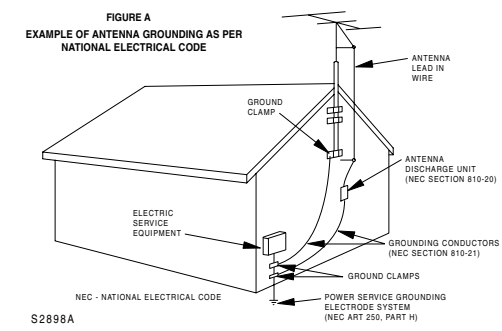 FIGURE A
EXAMPLE OF ANTENNA GROUNDING AS PER
NATIONAL ELECTRICAL CODE
ANTENNA
LEAD IN
WIRE
GROUND
CLAMP
ANTENNA
DISCHARGE UNIT
(NEC SECTION 810-20)
ELECTRIC
SERVICE
EQUIPMENT
GROUNDING CONDUCTORS
(NEC SECTION 810-21)
GROUND CLAMPS
NEC - NATIONAL ELECTRICAL CODE
POWER SERVICE GROUNDING
ELECTRODE SYSTEM
(NEC ART 250, PART H)
S2898A